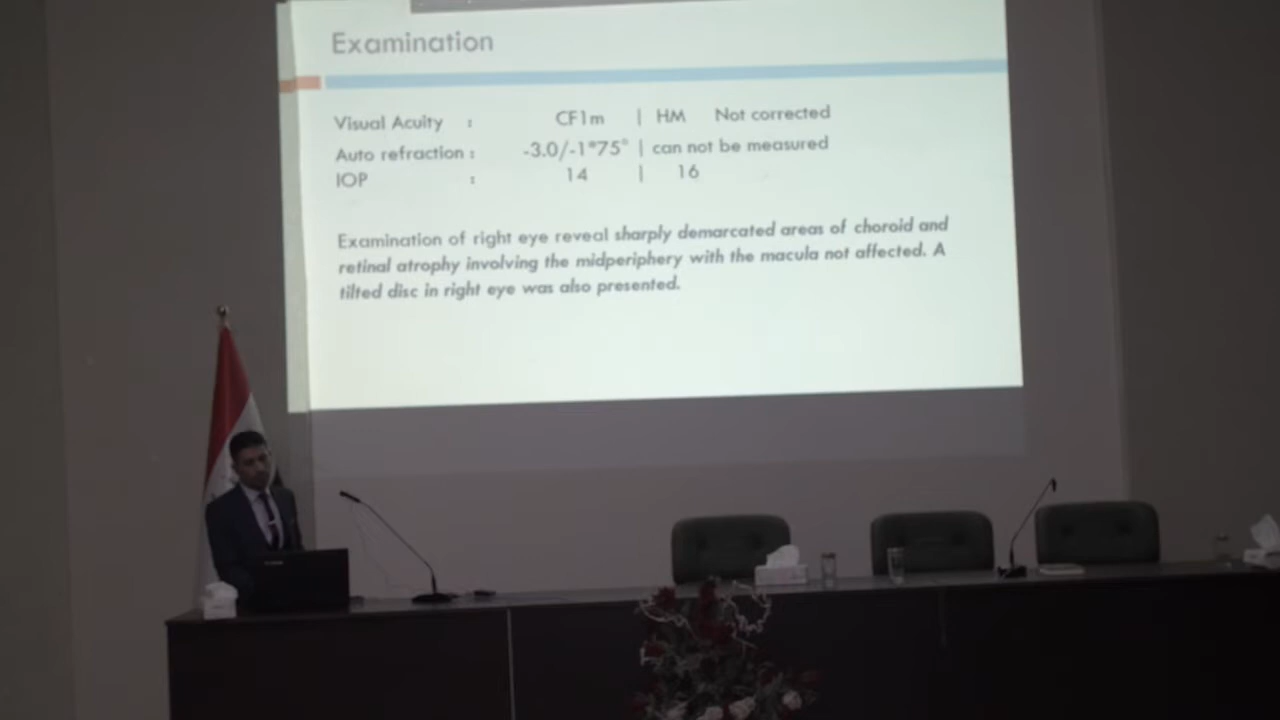 Examination
Visual Acuity : CF1m | HM Not corrected
Auto refraction : -3.0/-1*75° | can not be measured
IOP : 14 | 16
Examination of right eye reveal sharply demarcated areas of choroid and
retinal atrophy involving the midperiphery with the macula not affected. A
tilted disc in right eye was also presented.